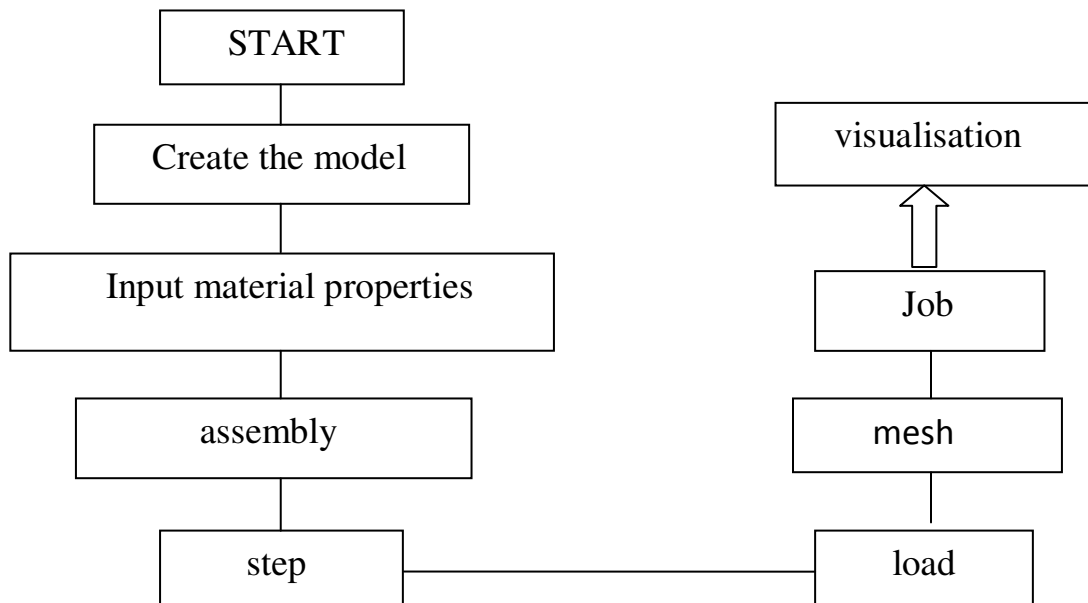 START
Create the model
Input material properties
assembly
step
load
mesh
Job
visualisation